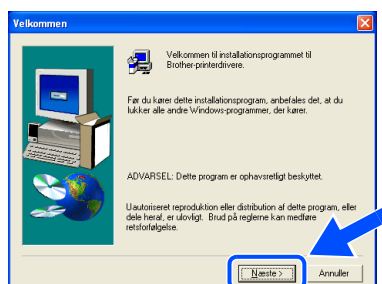 Velkommen
Velkommen til installationsprogrammet til
Brother-printerdrivere.
Før du kører dette installationsprogram, anbefales det, at du
lukker alle andre Windows-programmer, der kører.
ADVARSEL: Dette program er ophavsretligt beskyttet.
Uautoriseret reproduktion eller distribution af dette program, eller
dele heraf, er ulovligt. Brud på reglerne kan medføre
retsforfølgelse.
Næste > Annuller